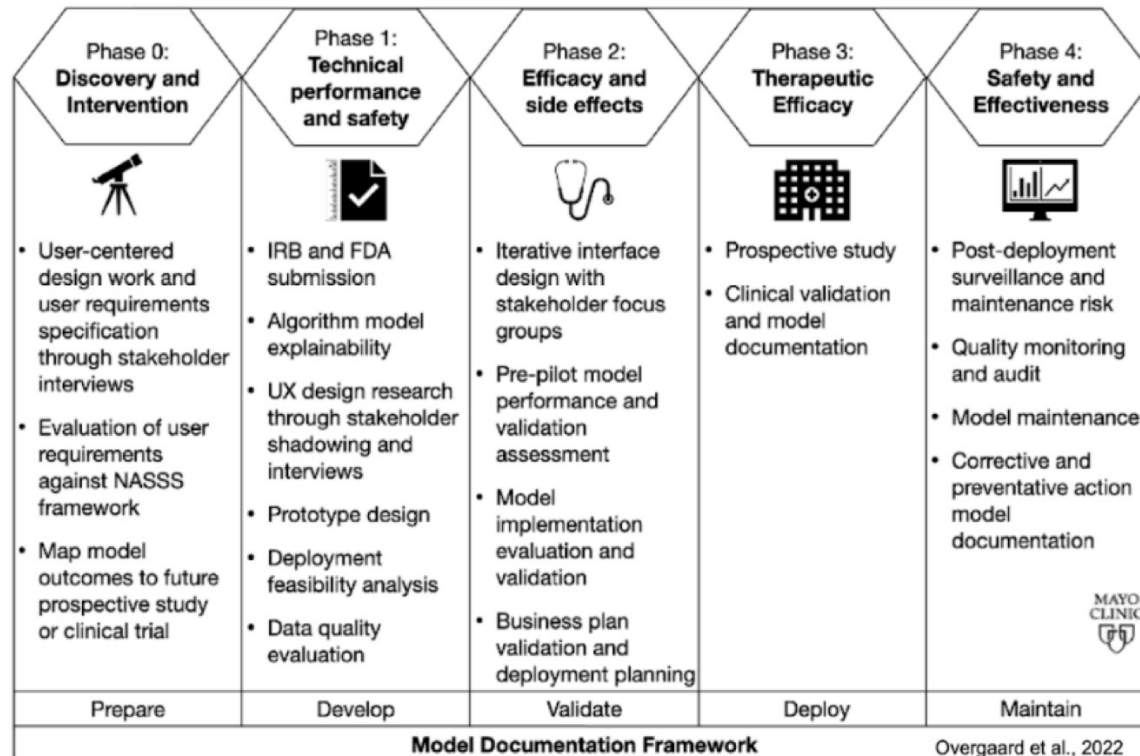 Phase 0:
Discovery and
Intervention
Phase 1:
Technical
performance
and safety
Phase 2:
Efficacy and
side effects
Phase 3:
Therapeutic
Efficacy
Phase 4:
Safety and
Effectiveness
• User-centered
design work and
user requirements
specification
through stakeholder
interviews
• Evaluation of user
requirements
against NASSS
framework
• Map model
outcomes to future
prospective study
or clinical trial
• IRB and FDA
submission
• Algorithm model
explainability
• UX design research
through stakeholder
shadowing and
interviews
• Prototype design
• Deployment
feasibility analysis
• Data quality
evaluation
• Iterative interface
design with
stakeholder focus
groups
• Pre-pilot model
performance and
validation
assessment
• Model
implementation
evaluation and
validation
• Business plan
validation and
deployment planning
• Prospective study
• Clinical validation
and model
documentation
• Post-deployment
surveillance and
maintenance risk
• Quality monitoring
and audit
• Model maintenance
• Corrective and
preventative action
model
documentation
MAYO
CLINIC
Prepare
Develop
Validate
Deploy
Maintain
Model Documentation Framework
Overgaard et al., 2022